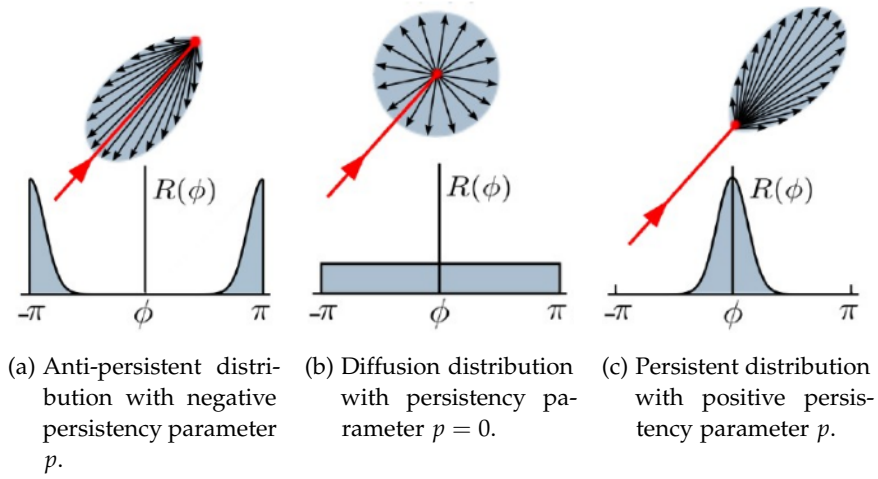 R(ϕ)
-π
ϕ
π
R(ϕ)
-π
ϕ
π
R(ϕ)
-π
ϕ
π
(a) Anti-persistent distri-
bution with negative
persistency parameter
p.
(b) Diffusion distribution
with persistency pa-
rameter p = 0.
(c) Persistent distribution
with positive persis-
tency parameter p.